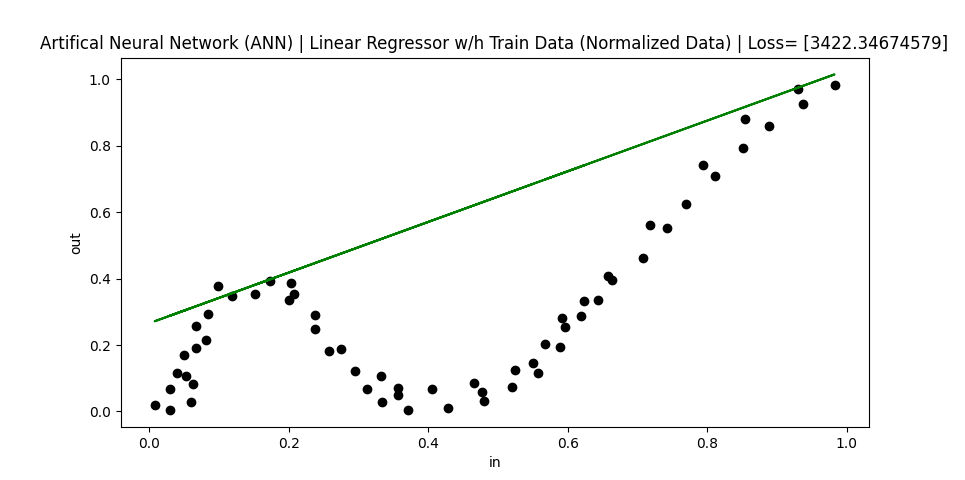 Artifical Neural Network (ANN) | Linear Regressor w/h Train Data (Normalized Data) | Loss= [3422.34674579]
1.0
0.8
0.6
0.4
0.2
0.0
out
0.0 0.2 0.4 0.6 0.8 1.0
in